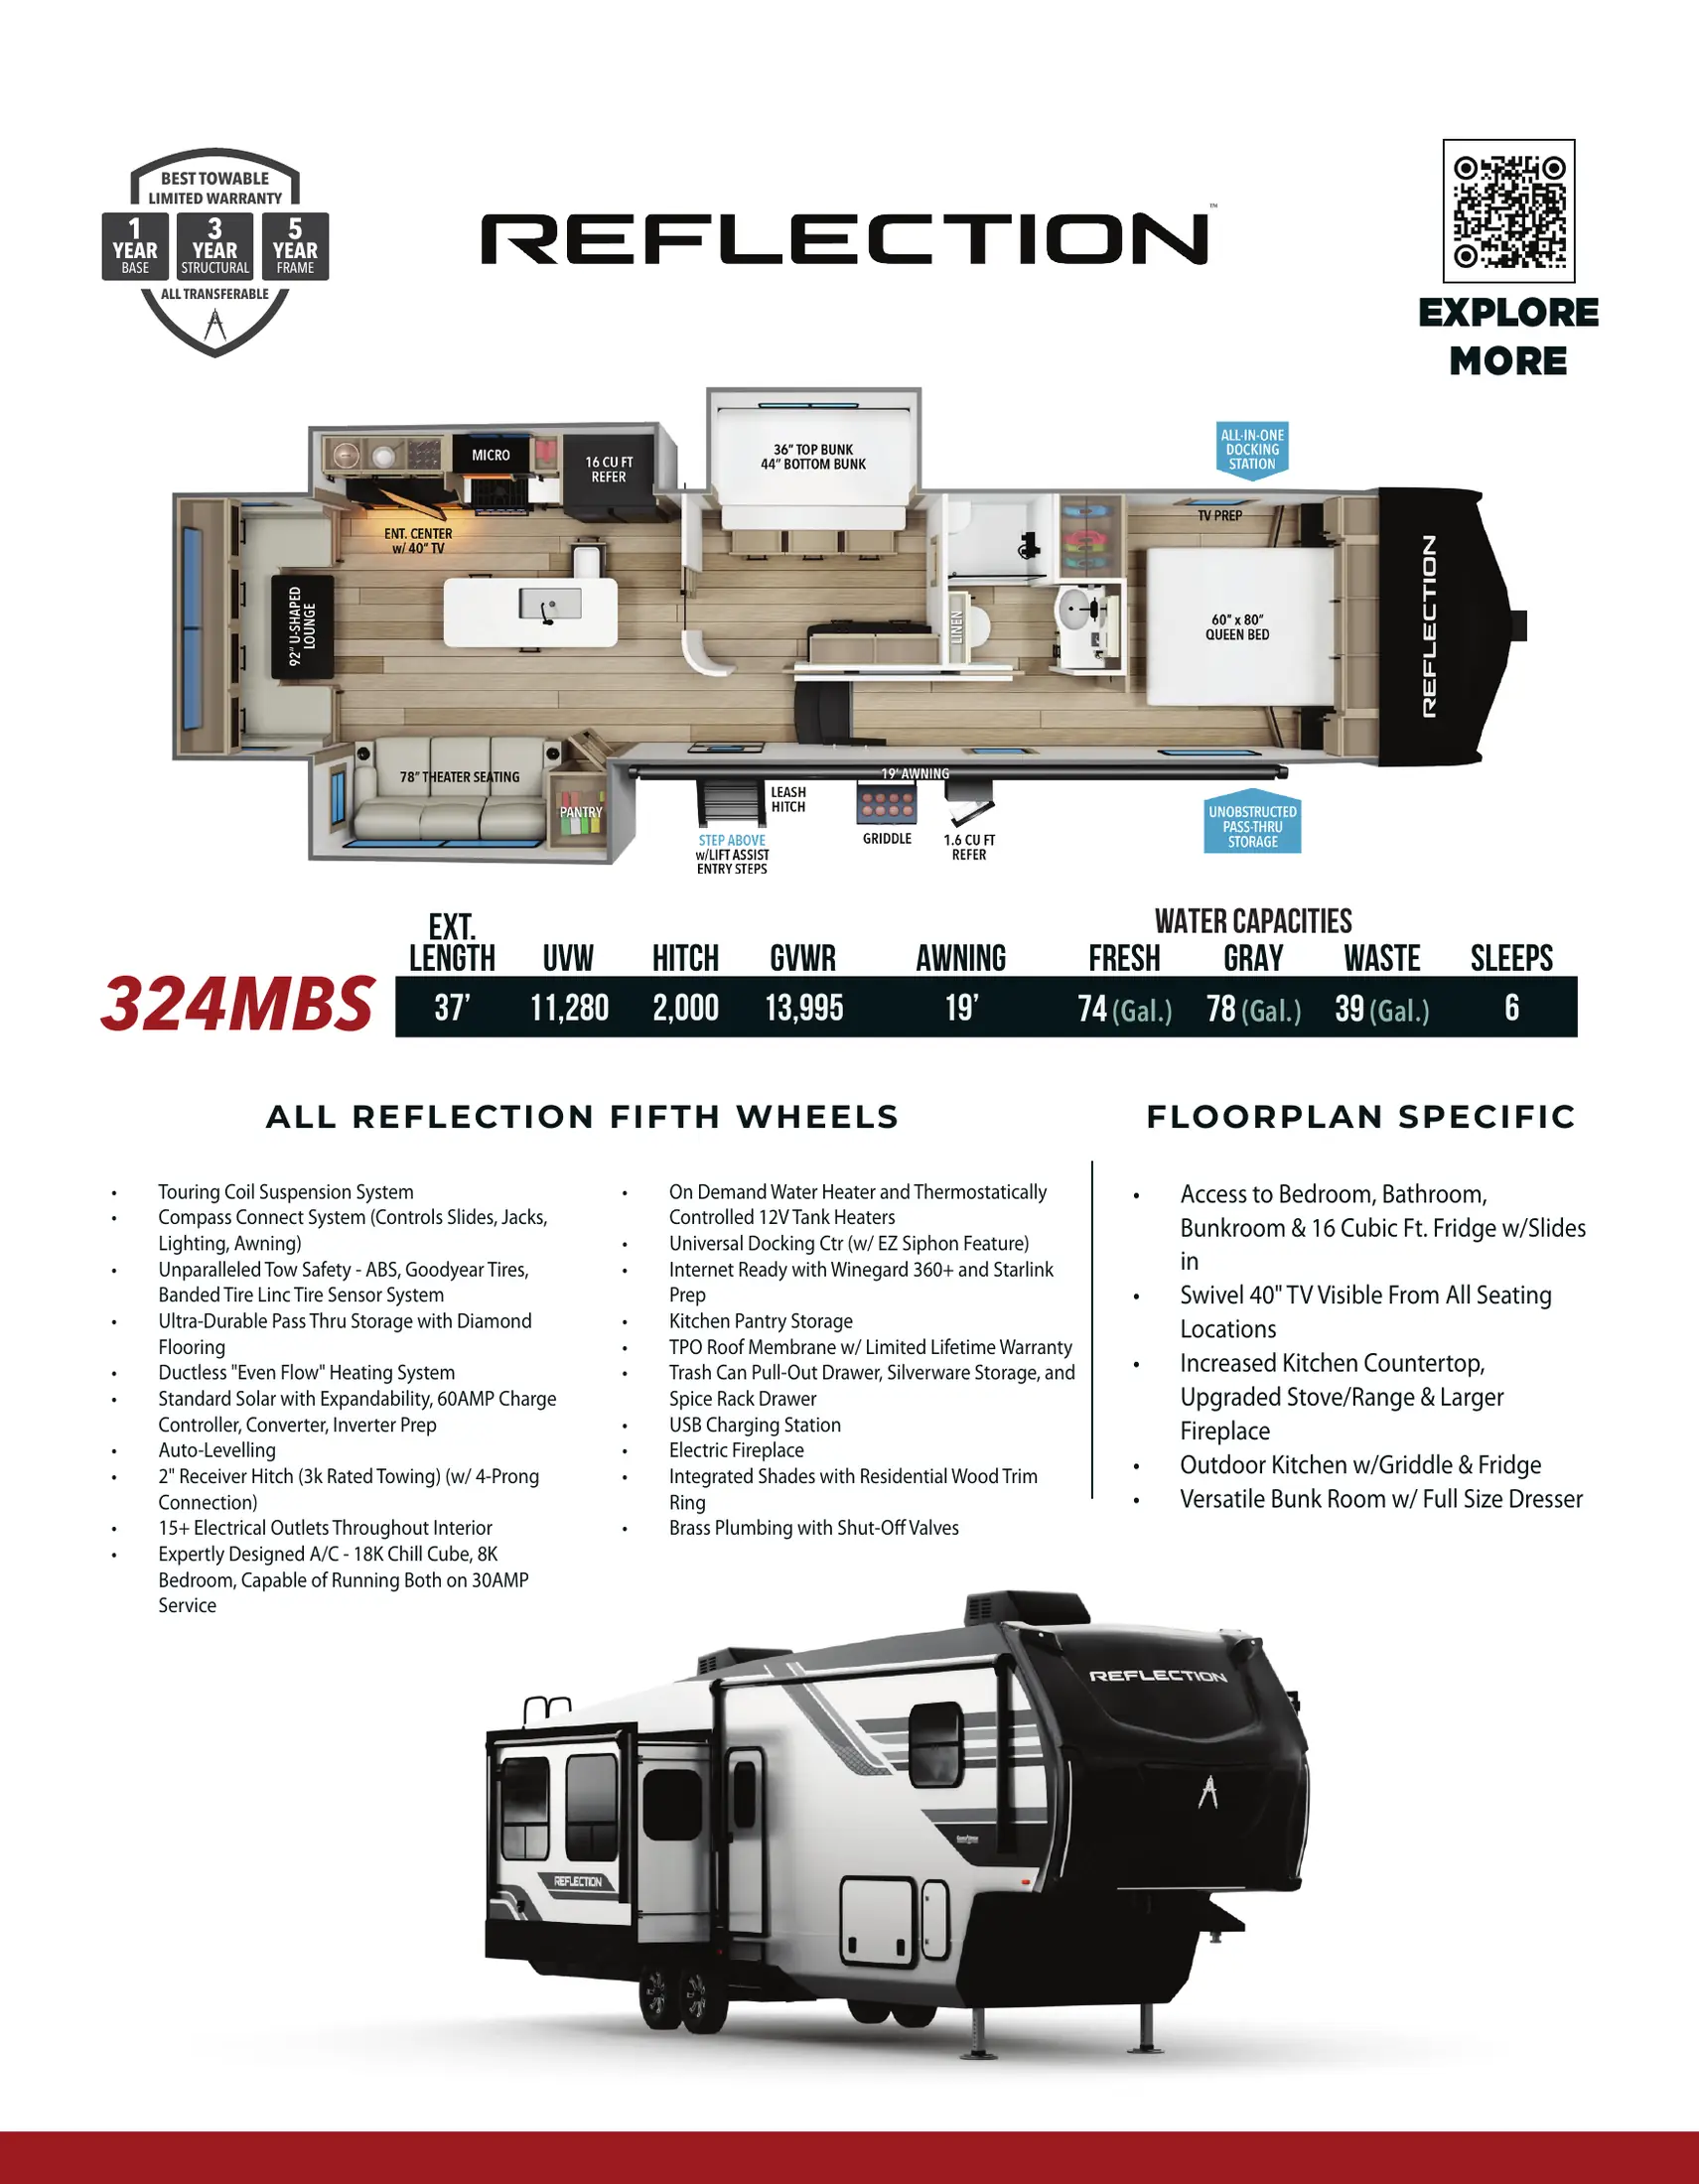 BEST TOWABLE
LIMITED WARRANTY
1 YEAR BASE
3 YEAR STRUCTURAL
5 YEAR FRAME
ALL TRANSFERABLE
REFLECTION™
EXPLORE
MORE
MICRO
16 CU FT
REFER
ENT. CENTER
w/ 40" TV
92" U-SHAPED
LOUNGE
36" TOP BUNK
44" BOTTOM BUNK
ALL-IN-ONE
DOCKING
STATION
TV PREP
LINEN
60" x 80"
QUEEN BED
REFLECTION
78" THEATER SEATING
PANTRY
19' AWNING
LEASH
HITCH
STEP ABOVE
w/LIFT ASSIST
ENTRY STEPS
GRIDDLE
1.6 CU FT
REFER
UNOBSTRUCTED
PASS-THRU
STORAGE
WATER CAPACITIES
EXT. LENGTH UVW HITCH GVWR AWNING FRESH GRAY WASTE SLEEPS
324MBS 37' 11,280 2,000 13,995 19' 74 (Gal.) 78 (Gal.) 39 (Gal.) 6
ALL REFLECTION FIFTH WHEELS
• Touring Coil Suspension System
• Compass Connect System (Controls Slides, Jacks,
Lighting, Awning)
• Unparalleled Tow Safety - ABS, Goodyear Tires,
Banded Tire Linc Tire Sensor System
• Ultra-Durable Pass Thru Storage with Diamond
Flooring
• Ductless "Even Flow" Heating System
• Standard Solar with Expandability, 60AMP Charge
Controller, Converter, Inverter Prep
• Auto-Levelling
• 2" Receiver Hitch (3k Rated Towing) (w/ 4-Prong
Connection)
• 15+ Electrical Outlets Throughout Interior
• Expertly Designed A/C - 18K Chill Cube, 8K
Bedroom, Capable of Running Both on 30AMP
Service
• On Demand Water Heater and Thermostatically
Controlled 12V Tank Heaters
• Universal Docking Ctr (w/ EZ Siphon Feature)
• Internet Ready with Winegard 360+ and Starlink
Prep
• Kitchen Pantry Storage
• TPO Roof Membrane w/ Limited Lifetime Warranty
• Trash Can Pull-Out Drawer, Silverware Storage, and
Spice Rack Drawer
• USB Charging Station
• Electric Fireplace
• Integrated Shades with Residential Wood Trim
Ring
• Brass Plumbing with Shut-Off Valves
FLOORPLAN SPECIFIC
• Access to Bedroom, Bathroom,
Bunkroom & 16 Cubic Ft. Fridge w/Slides
in
• Swivel 40" TV Visible From All Seating
Locations
• Increased Kitchen Countertop,
Upgraded Stove/Range & Larger
Fireplace
• Outdoor Kitchen w/Griddle & Fridge
• Versatile Bunk Room w/ Full Size Dresser
REFLECTION
REFLECTION